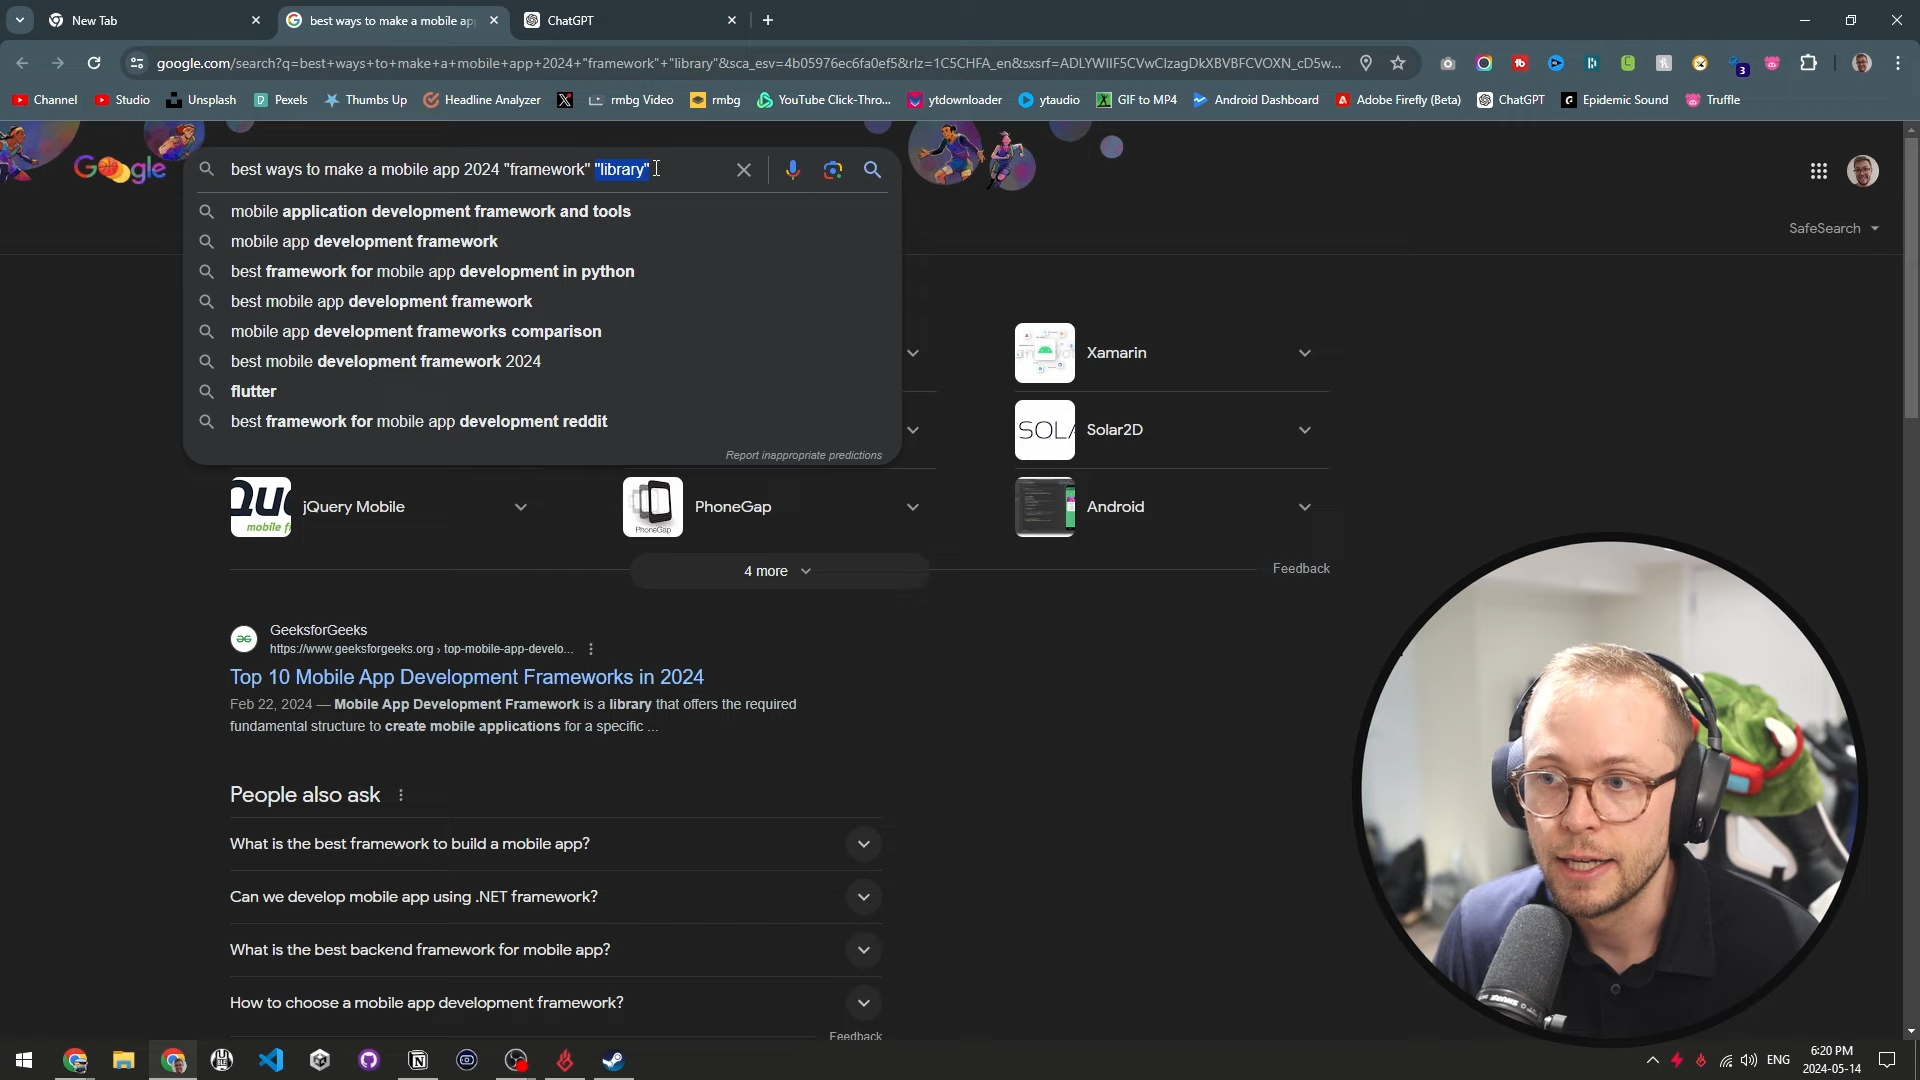 New Tab
best ways to make a mobile ap
ChatGPT
google.com/search?q=best+ways+to+make+a+mobile+app+2024+"framework"+"library"&sca_esv=4b05976ec6fa0ef5&rlz=1C5CHFA_en&sxsrf=ADLYWIIF5CVwCIzagDkXBVBFCVOXN_cD5w...
3
Channel
Studio
Unsplash
Pexels
Thumbs Up
Headline Analyzer
rmbg Video
rmbg
YouTube Click-Thro...
ytdownloader
ytaudio
GIF to MP4
Android Dashboard
Adobe Firefly (Beta)
ChatGPT
Epidemic Sound
Truffle
Google
best ways to make a mobile app 2024 "framework" "library"
mobile application development framework and tools
mobile app development framework
best framework for mobile app development in python
best mobile app development framework
mobile app development frameworks comparison
best mobile development framework 2024
flutter
best framework for mobile app development reddit
Report inappropriate predictions
SafeSearch
Xamarin
SOL
Solar2D
mobile f
jQuery Mobile
PhoneGap
PhoneGap
Android
4 more
Feedback
GeeksforGeeks
https://www.geeksforgeeks.org › top-mobile-app-develo...
Top 10 Mobile App Development Frameworks in 2024
Feb 22, 2024 — Mobile App Development Framework is a library that offers the required
fundamental structure to create mobile applications for a specific ...
People also ask
What is the best framework to build a mobile app?
Can we develop mobile app using .NET framework?
What is the best backend framework for mobile app?
How to choose a mobile app development framework?
Feedback
ENG
6:20 PM
2024-05-14